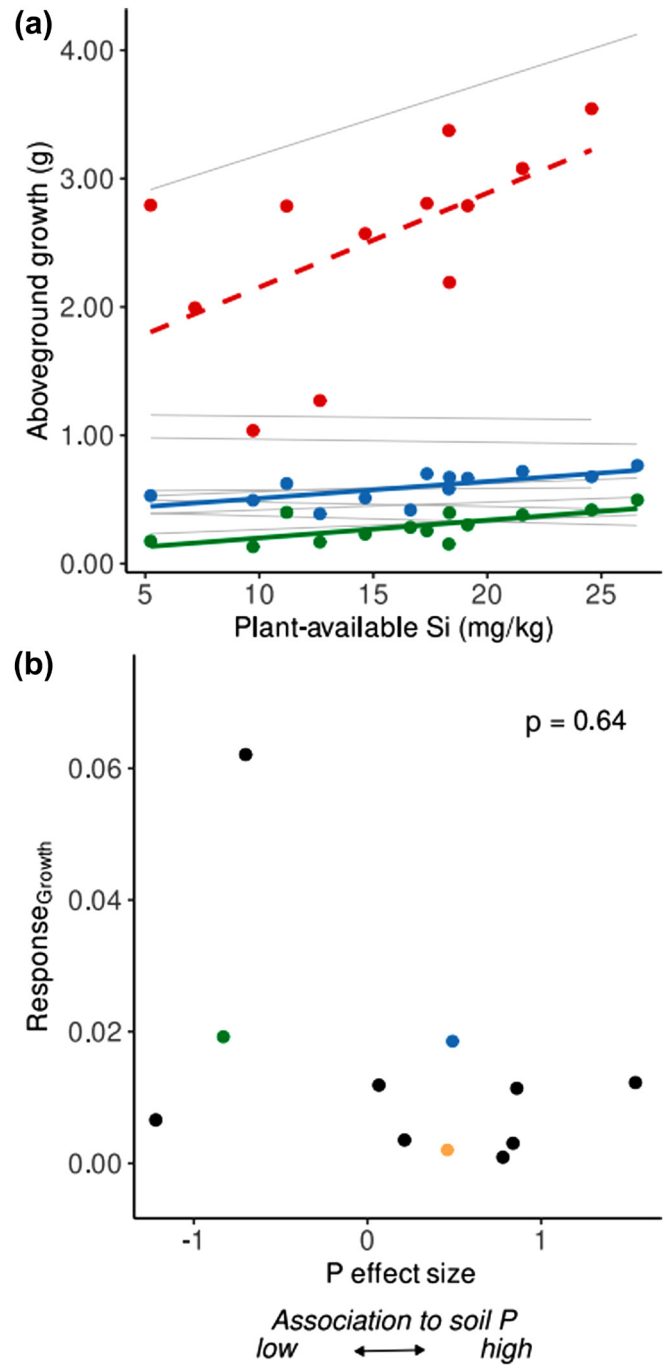 (a)
Aboveground growth (g)
4.00
3.00
2.00
1.00
0.00
5 10 15 20 25
Plant-available Si (mg/kg)
(b)
p = 0.64
ResponseGrowth
0.06
0.04
0.02
0.00
-1 0 1
P effect size
Association to soil P
low ↔ high